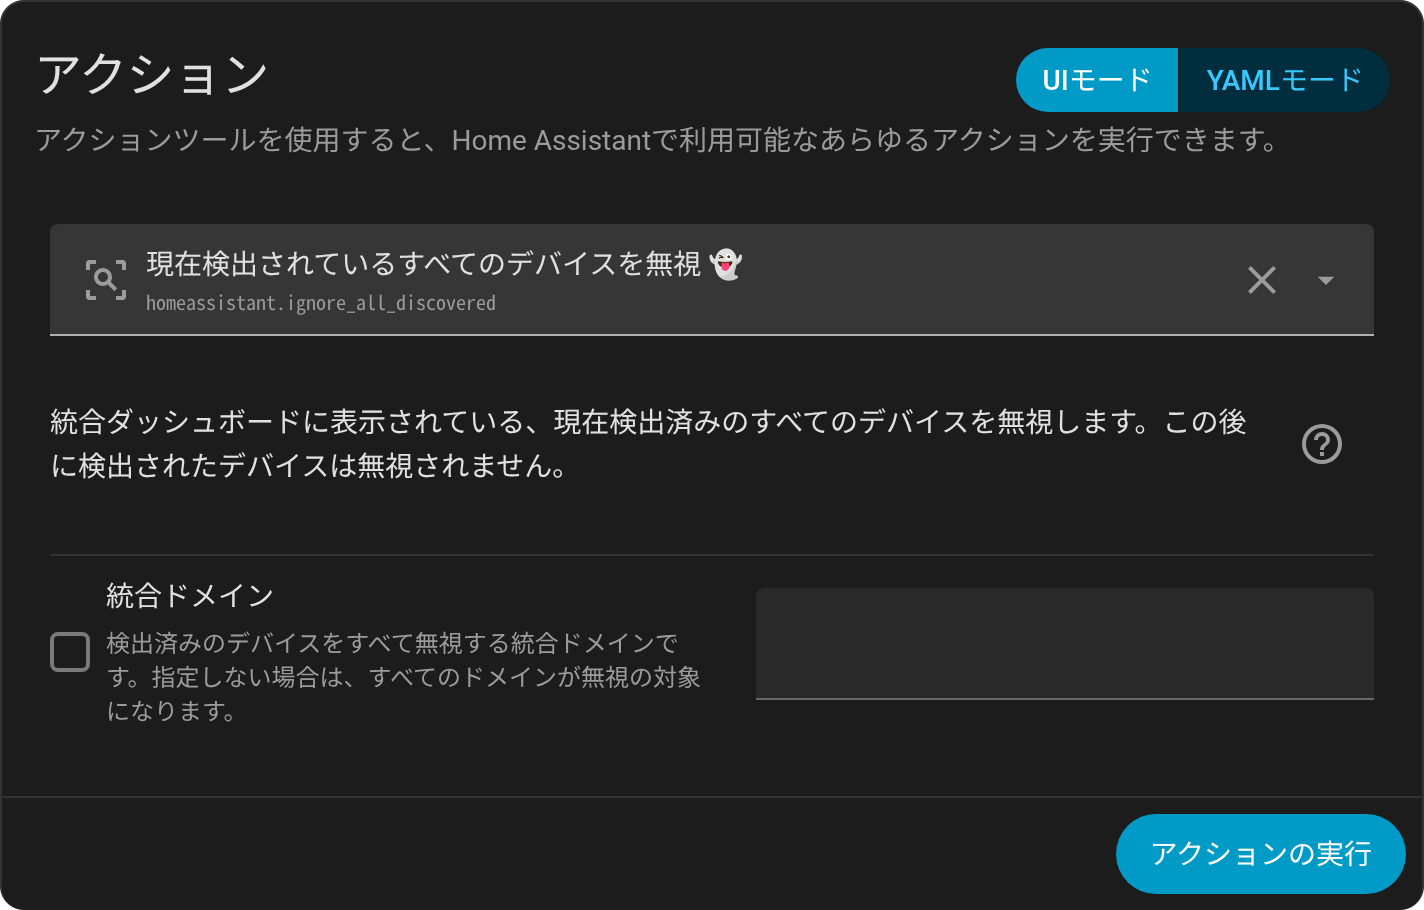 アクション
UIモード
YAMLモード
アクションツールを使用すると、Home Assistantで利用可能なあらゆるアクションを実行できます。
現在検出されているすべてのデバイスを無視 👻
homeassistant.ignore_all_discovered
統合ダッシュボードに表示されている、現在検出済みのすべてのデバイスを無視します。この後
に検出されたデバイスは無視されません。
統合ドメイン
検出済みのデバイスをすべて無視する統合ドメインで
す。指定しない場合は、すべてのドメインが無視の対象
になります。
アクションの実行